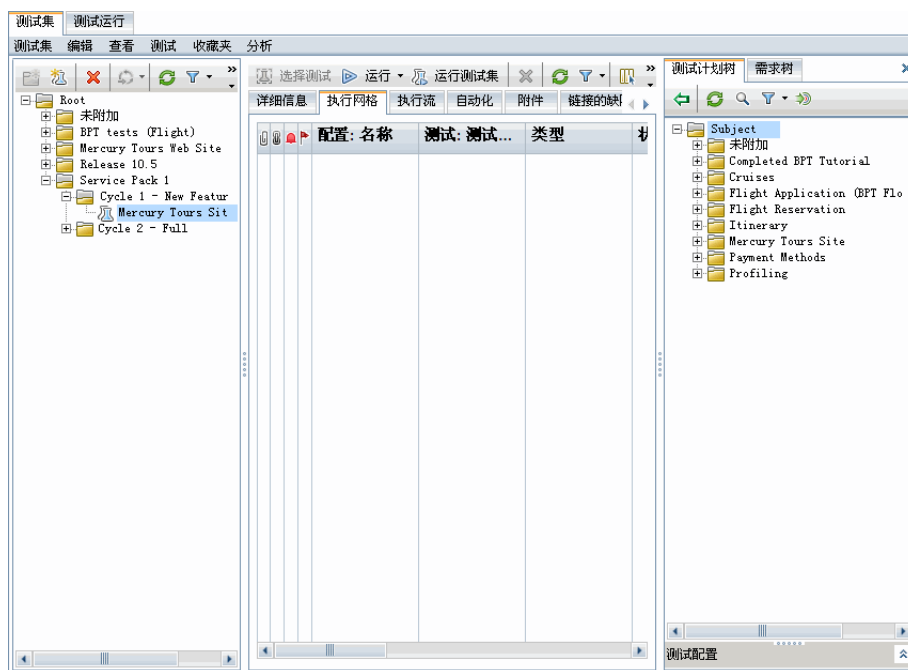 测试集 测试运行
测试集 编辑 查看 测试 收藏夹 分析
Root
未附加
BPT tests (Flight)
Mercury Tours Web Site
Release 10.5
Service Pack 1
Cycle 1 - New Featur
Mercury Tours Sit
Cycle 2 - Full
选择测试 运行 运行测试集
详细信息 执行网格 执行流 自动化 附件 链接的缺
配置: 名称 测试: 测试... 类型
测试计划树 需求树
Subject
未附加
Completed BPT Tutorial
Cruises
Flight Application (BPT Flo
Flight Reservation
Itinerary
Mercury Tours Site
Payment Methods
Profiling
测试配置